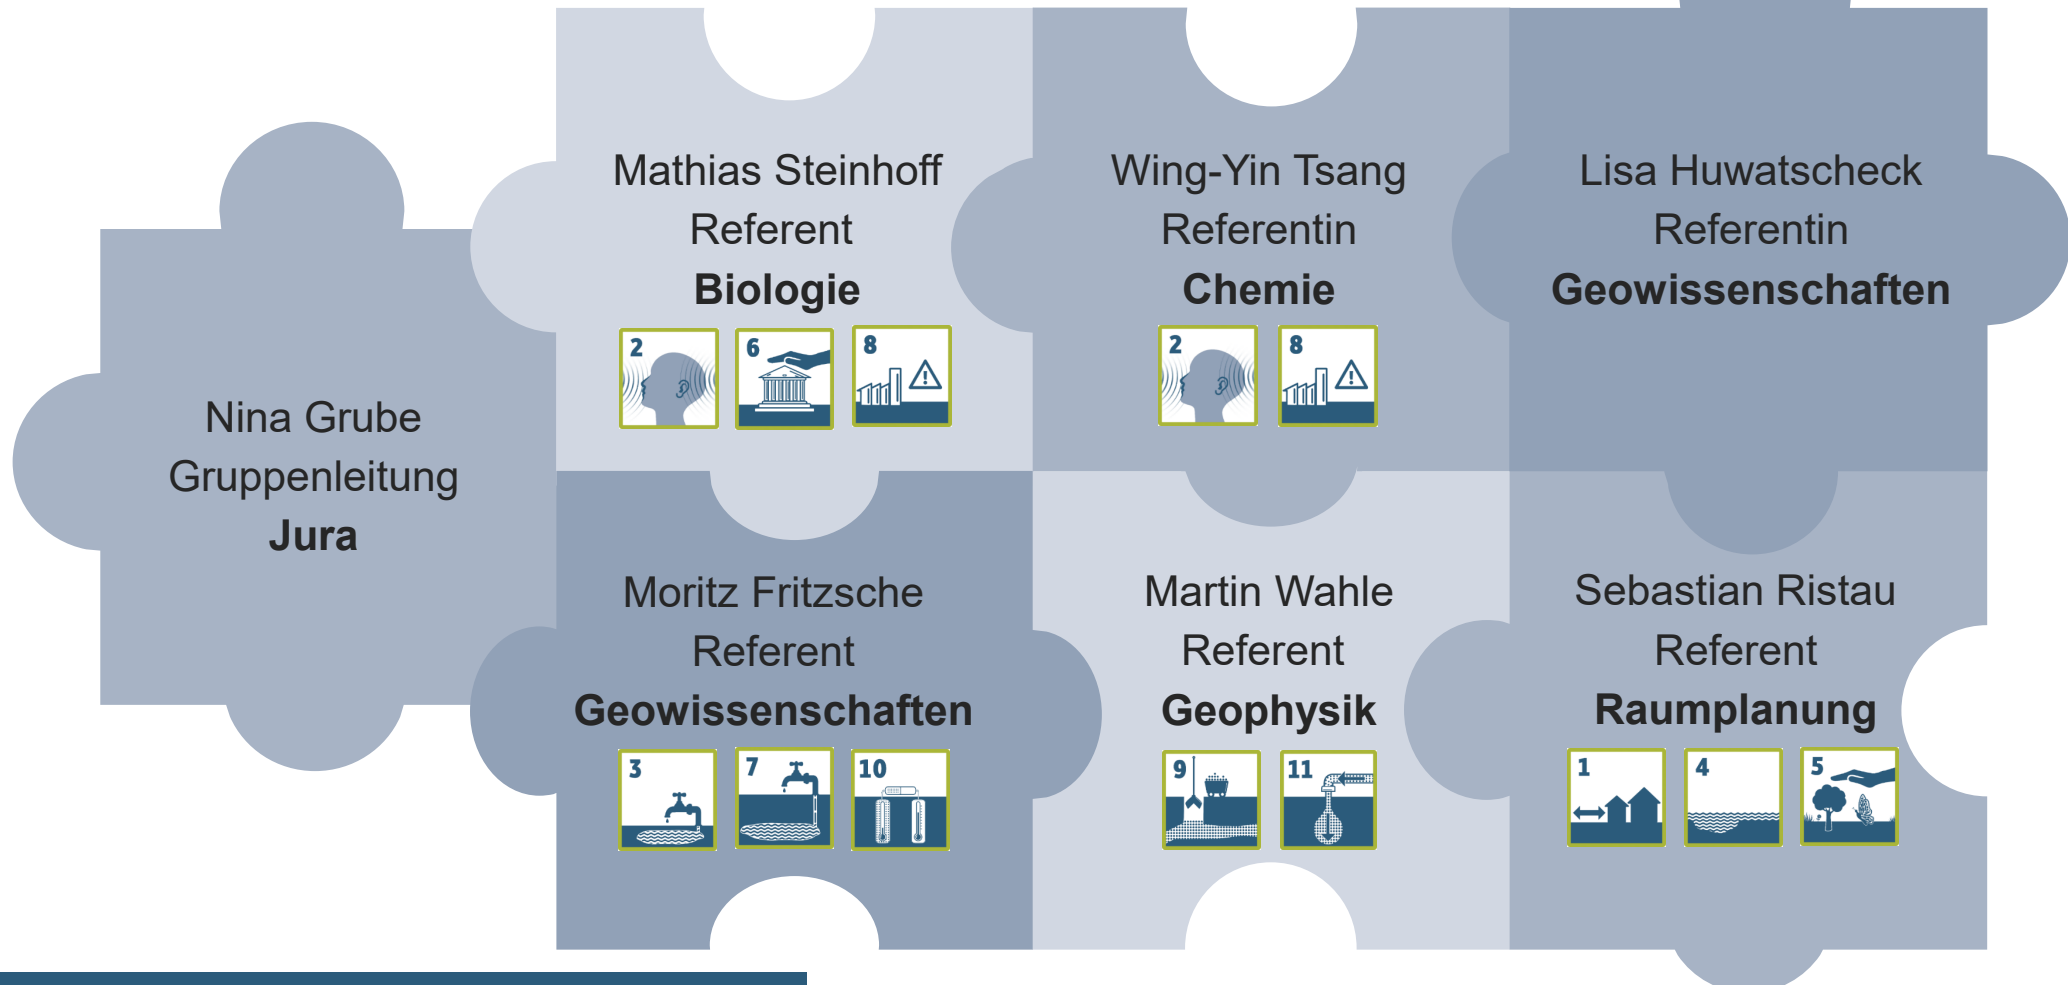 Nina Grube
Gruppenleitung
Jura
Mathias Steinhoff
Referent
Biologie
2 6 8
Wing-Yin Tsang
Referentin
Chemie
2 8
Lisa Huwatscheck
Referentin
Geowissenschaften
Moritz Fritzsche
Referent
Geowissenschaften
3 7 10
Martin Wahle
Referent
Geophysik
9 11
Sebastian Ristau
Referent
Raumplanung
1 4 5